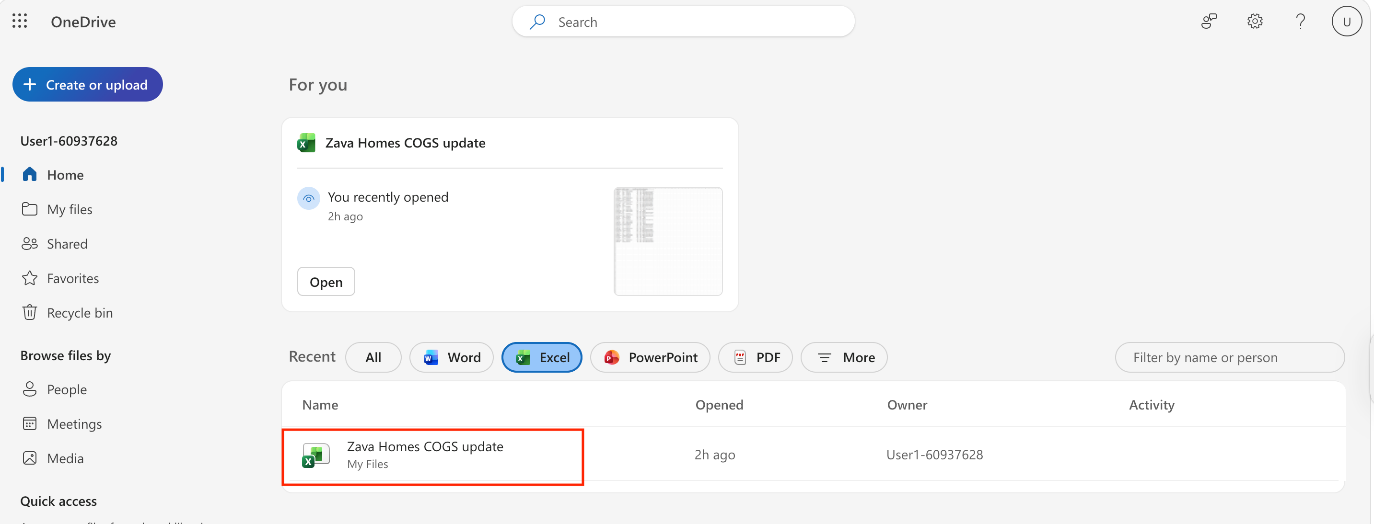 OneDrive
Search
U
Create or upload
For you
User1-60937628
Zava Homes COGS update
Home
You recently opened
2h ago
My files
Shared
Favorites
Open
Recycle bin
Browse files by
Recent All Word Excel PowerPoint PDF More Filter by name or person
People
Name Opened Owner Activity
Meetings
Zava Homes COGS update 2h ago User1-60937628
My Files
Media
Quick access